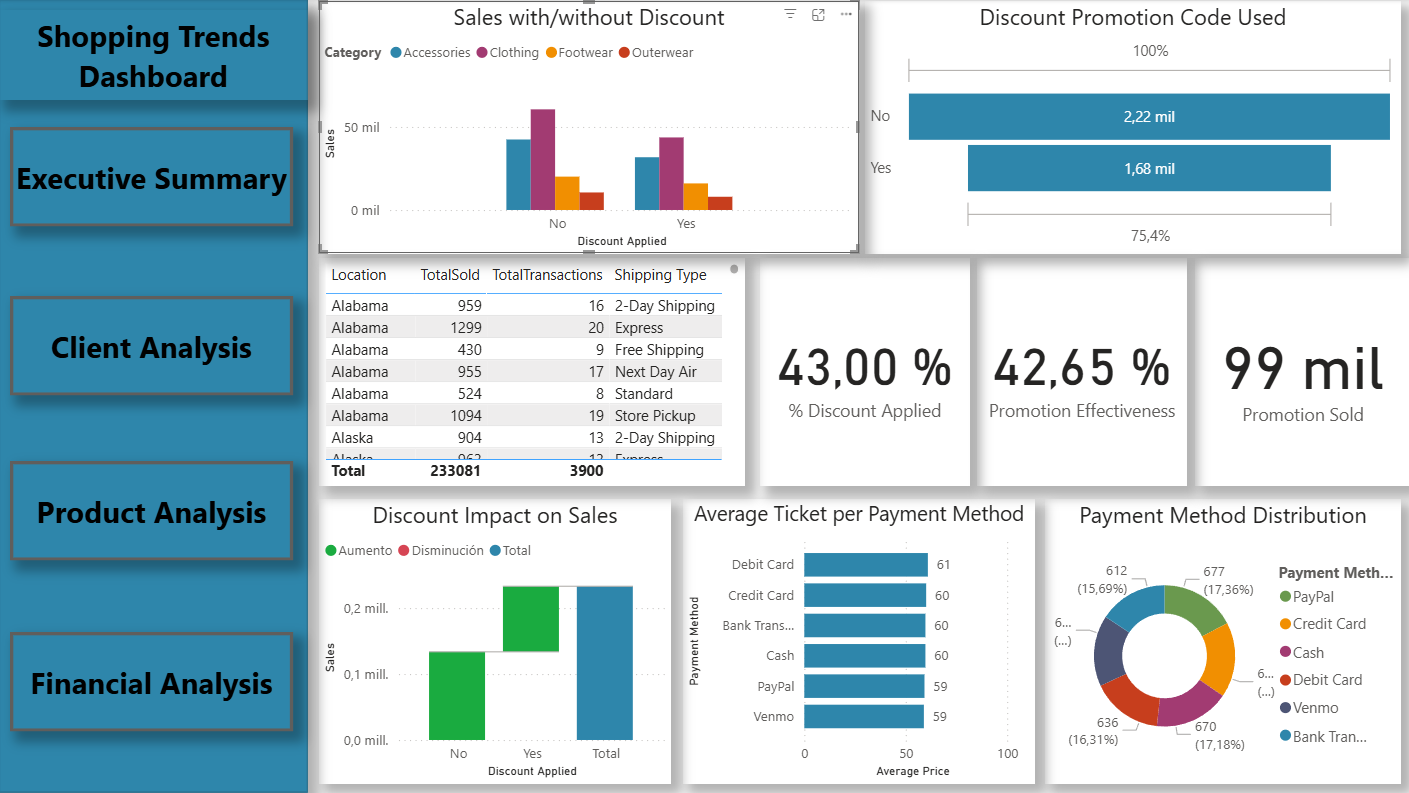 Shopping Trends
Dashboard
Executive Summary
Client Analysis
Product Analysis
Financial Analysis
Sales with/without Discount
Category Accessories Clothing Footwear Outerwear
Sales
50 mil
0 mil
No Yes
Discount Applied
Discount Promotion Code Used
100%
No 2,22 mil
Yes 1,68 mil
75,4%
Location TotalSold TotalTransactions Shipping Type
Alabama 959 16 2-Day Shipping
Alabama 1299 20 Express
Alabama 430 9 Free Shipping
Alabama 955 17 Next Day Air
Alabama 524 8 Standard
Alabama 1094 19 Store Pickup
Alaska 904 13 2-Day Shipping
Alaska 963 Express
Total 233081 3900
43,00 %
% Discount Applied
42,65 %
Promotion Effectiveness
99 mil
Promotion Sold
Discount Impact on Sales
Aumento Disminución Total
Sales
0,2 mill.
0,1 mill.
0,0 mill.
No Yes Total
Discount Applied
Average Ticket per Payment Method
Payment Method
Debit Card 61
Credit Card 60
Bank Trans... 60
Cash 60
PayPal 59
Venmo 59
0 50 100
Average Price
Payment Method Distribution
612
(15,69%)
677
(17,36%)
6...
(...)
6...
(...)
636
(16,31%)
670
(17,18%)
Payment Meth...
PayPal
Credit Card
Cash
Debit Card
Venmo
Bank Tran...